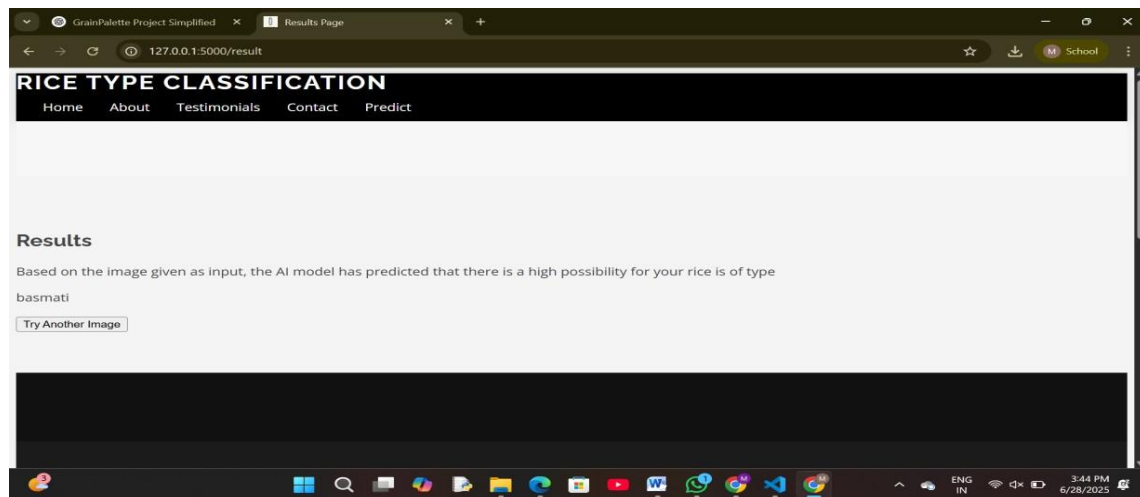 GrainPalette Project Simplified
Results Page
127.0.0.1:5000/result
M School
RICE TYPE CLASSIFICATION
Home About Testimonials Contact Predict
Results
Based on the image given as input, the AI model has predicted that there is a high possibility for your rice is of type
basmati
Try Another Image
3
ENG
IN
3:44 PM
6/28/2025